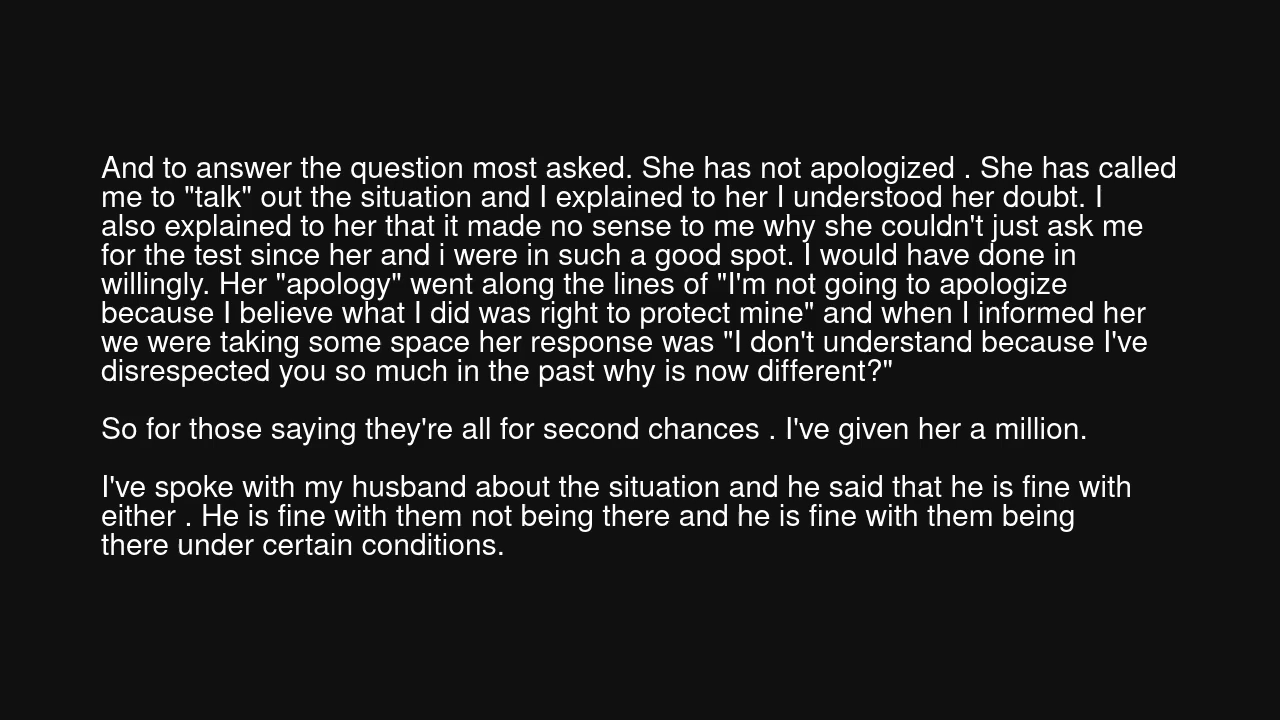 And to answer the question most asked. She has not apologized . She has called
me to "talk" out the situation and I explained to her I understood her doubt. I
also explained to her that it made no sense to me why she couldn't just ask me
for the test since her and i were in such a good spot. I would have done in
willingly. Her "apology" went along the lines of "I'm not going to apologize
because I believe what I did was right to protect mine" and when I informed her
we were taking some space her response was "I don't understand because I've
disrespected you so much in the past why is now different?"
So for those saying they're all for second chances . I've given her a million.
I've spoke with my husband about the situation and he said that he is fine with
either . He is fine with them not being there and he is fine with them being
there under certain conditions.